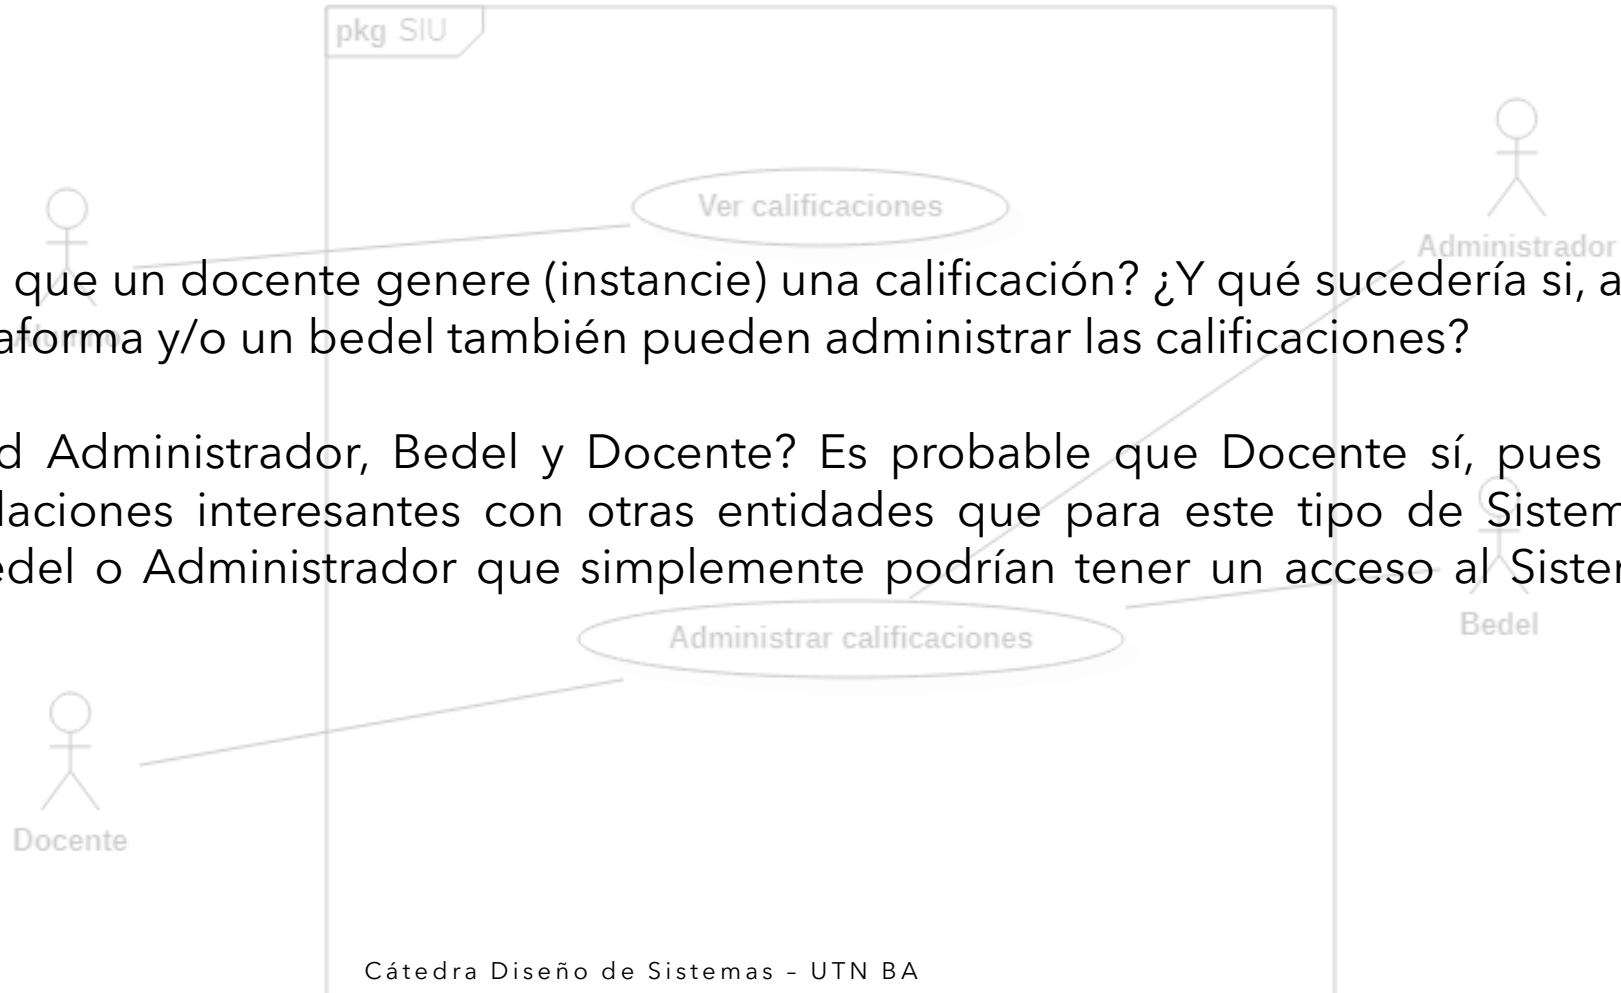 pkg SIU
Ver calificaciones
Administrador
que un docente genere (instancie) una calificación? ¿Y qué sucedería si, a
aforma y/o un bedel también pueden administrar las calificaciones?
d Administrador, Bedel y Docente? Es probable que Docente sí, pues
laciones interesantes con otras entidades que para este tipo de Sistem
edel o Administrador que simplemente podrían tener un acceso al Sister
Bedel
Administrar calificaciones
Docente
Cátedra Diseño de Sistemas – UTN BA